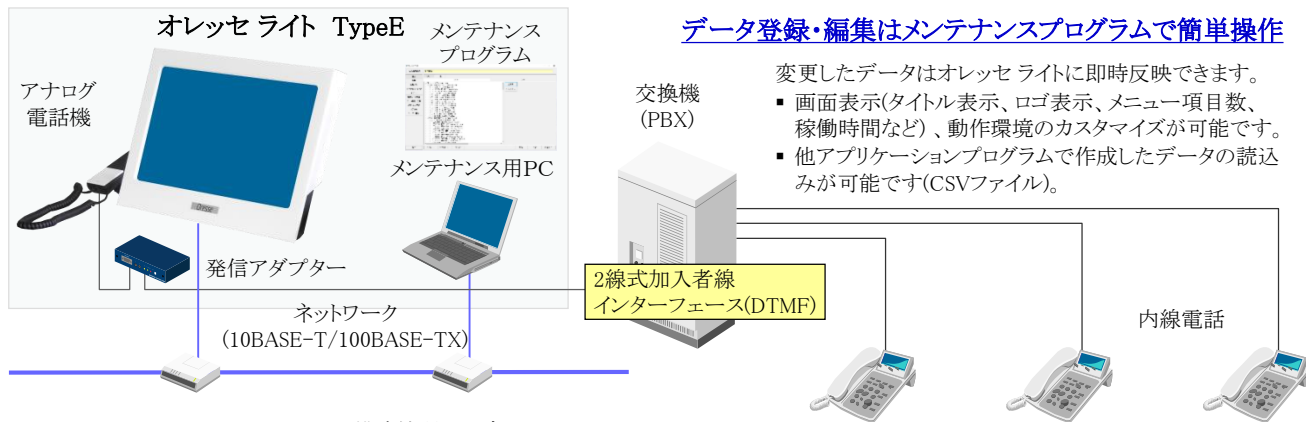 オレッセ ライト TypeE
メンテナンス
プログラム
アナログ
電話機
メンテナンス用PC
発信アダプター
ネットワーク
(10BASE-T/100BASE-TX)
データ登録・編集はメンテナンスプログラムで簡単操作
変更したデータはオレッセ ライトに即時反映できます。
▪ 画面表示(タイトル表示、ロゴ表示、メニュー項目数、
稼働時間など) 、動作環境のカスタマイズが可能です。
▪ 他アプリケーションプログラムで作成したデータの読込
みが可能です(CSVファイル)。
交換機
(PBX)
2線式加入者線
インターフェース(DTMF)
内線電話